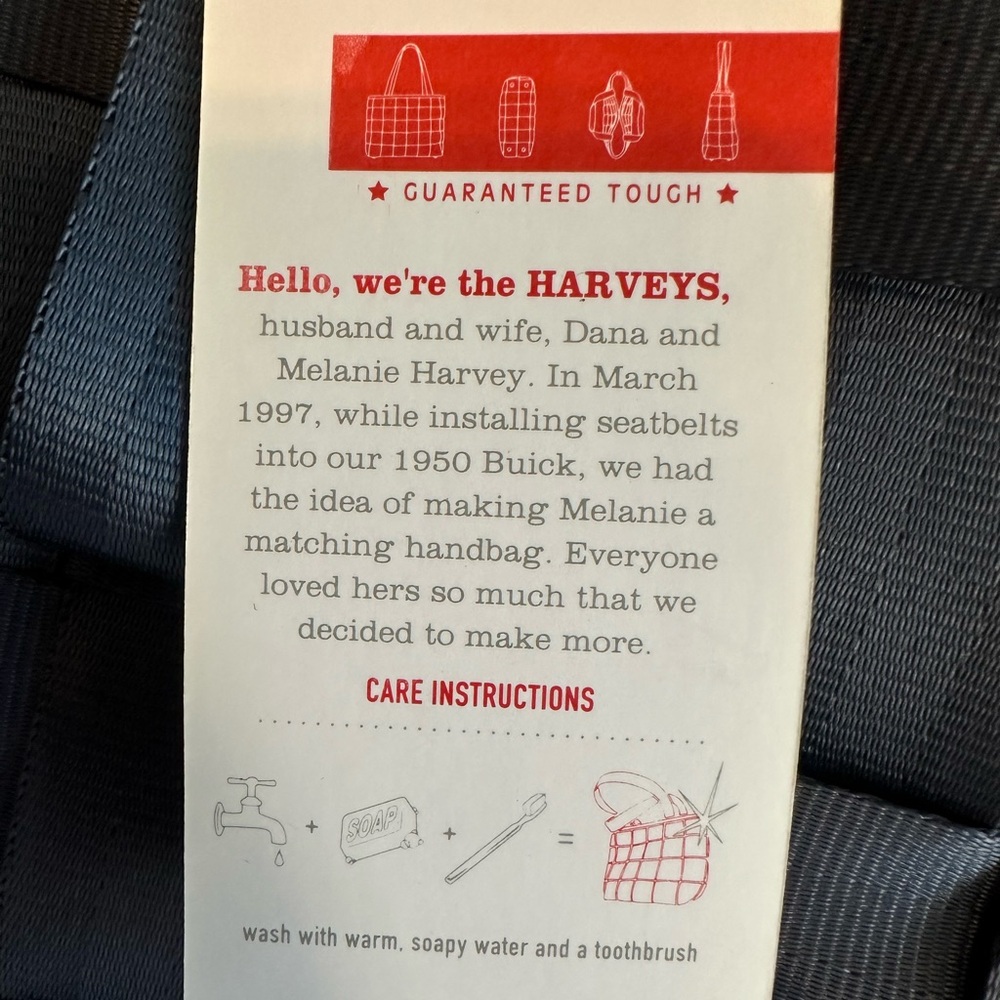 ★ GUARANTEED TOUGH ★
Hello, we're the HARVEYS,
husband and wife, Dana and
Melanie Harvey. In March
1997, while installing seatbelts
into our 1950 Buick, we had
the idea of making Melanie a
matching handbag. Everyone
loved hers so much that we
decided to make more.
CARE INSTRUCTIONS
+ SOAP + =
wash with warm, soapy water and a toothbrush